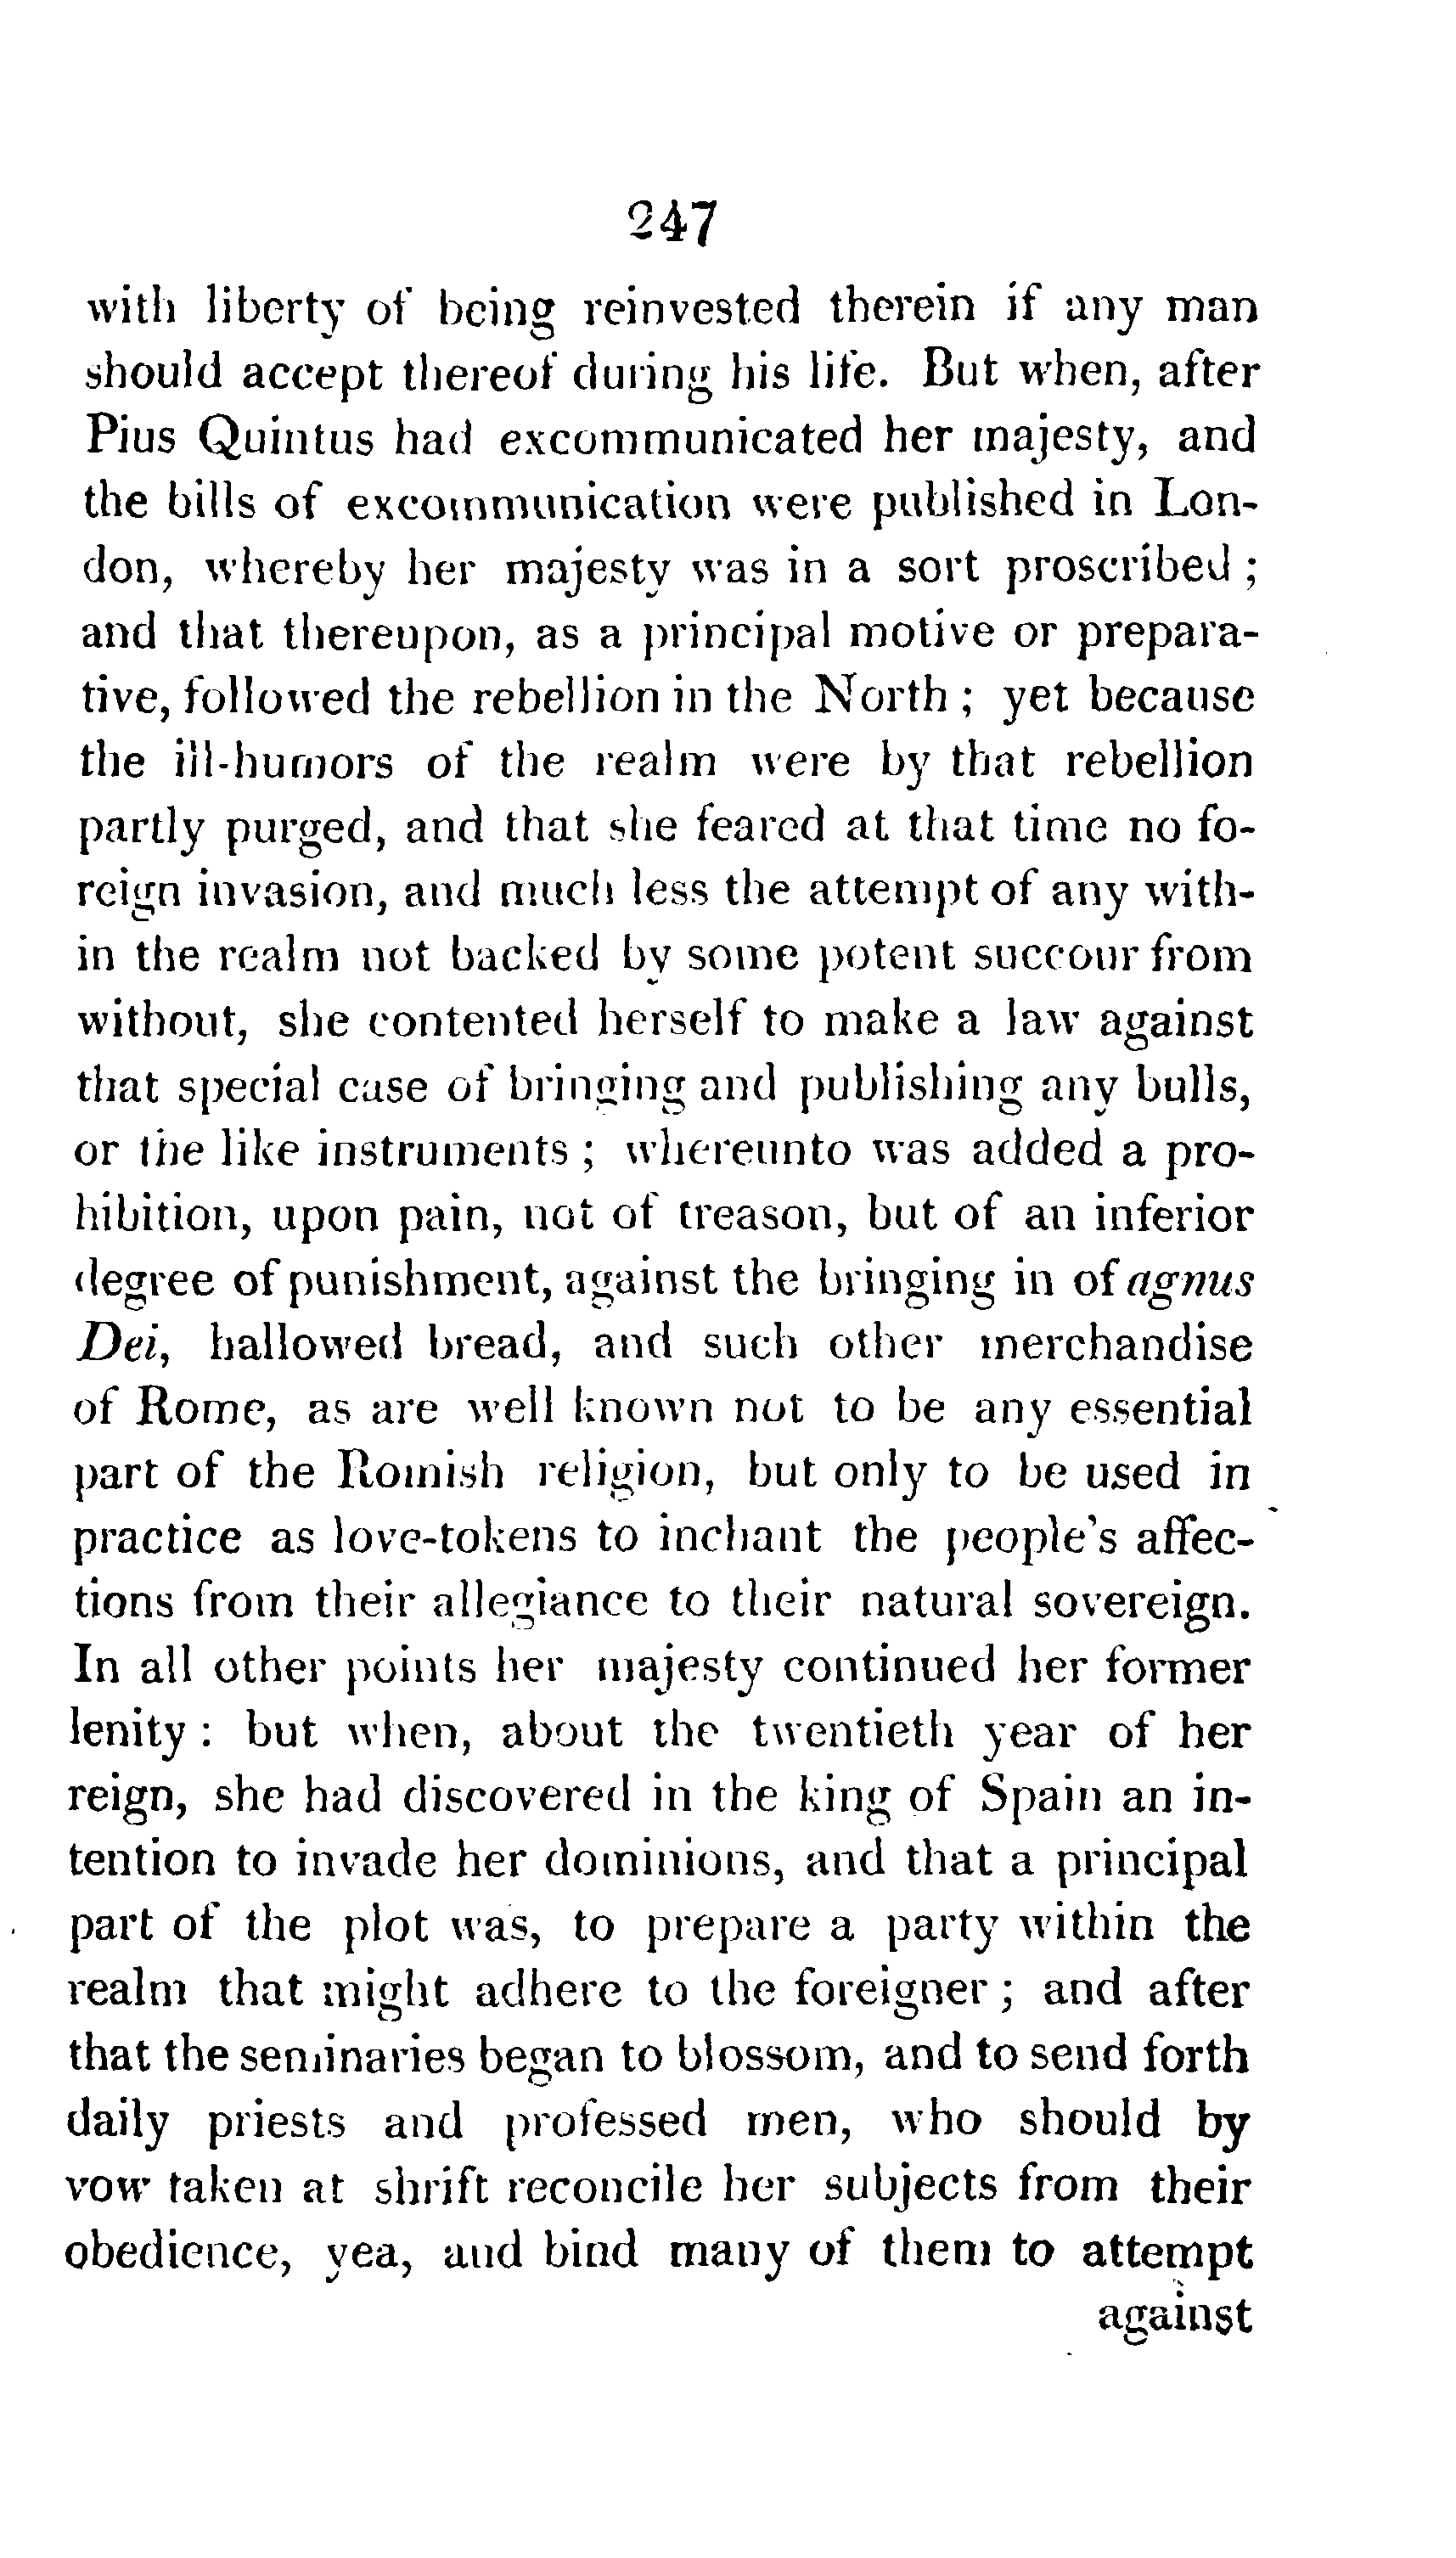 247
with liberty of being reinvested therein if any man
should accept thereof during his life. But when, after
Pius Quintus had excommunicated her majesty, and
the bills of excommunication were published in Lon-
don, whereby her majesty was in a sort proscribed ;
and that thereupon, as a principal motive or prepara-
tive, followed the rebellion in the North ; yet because
the ill-humors of the realm were by that rebellion
partly purged, and that she feared at that time no fo-
reign invasion, and much less the attempt of any with-
in the realm not backed by some potent succour from
without, she contented herself to make a law against
that special case of bringing and publishing any bulls,
or the like instruments ; whereunto was added a pro-
hibition, upon pain, not of treason, but of an inferior
degree of punishment, against the bringing in of agnus
Dei, hallowed bread, and such other merchandise
of Rome, as are well known not to be any essential
part of the Romish religion, but only to be used in
practice as love-tokens to inchant the people's affec-
tions from their allegiance to their natural sovereign.
In all other points her majesty continued her former
lenity : but when, about the twentieth year of her
reign, she had discovered in the king of Spain an in-
tention to invade her dominions, and that a principal
part of the plot was, to prepare a party within the
realm that might adhere to the foreigner ; and after
that the seminaries began to blossom, and to send forth
daily priests and professed men, who should by
vow taken at shrift reconcile her subjects from their
obedience, yea, and bind many of them to attempt
against